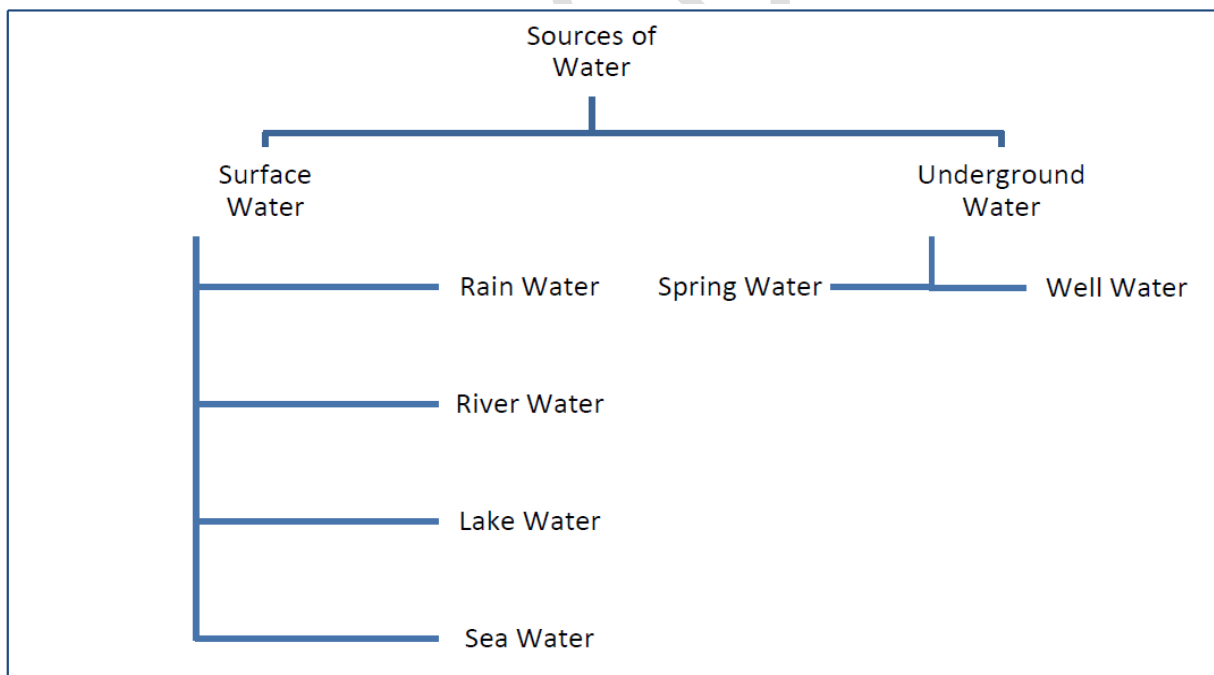 Sources of
Water
Surface
Water
Underground
Water
Rain Water
Spring Water
Well Water
River Water
Lake Water
Sea Water